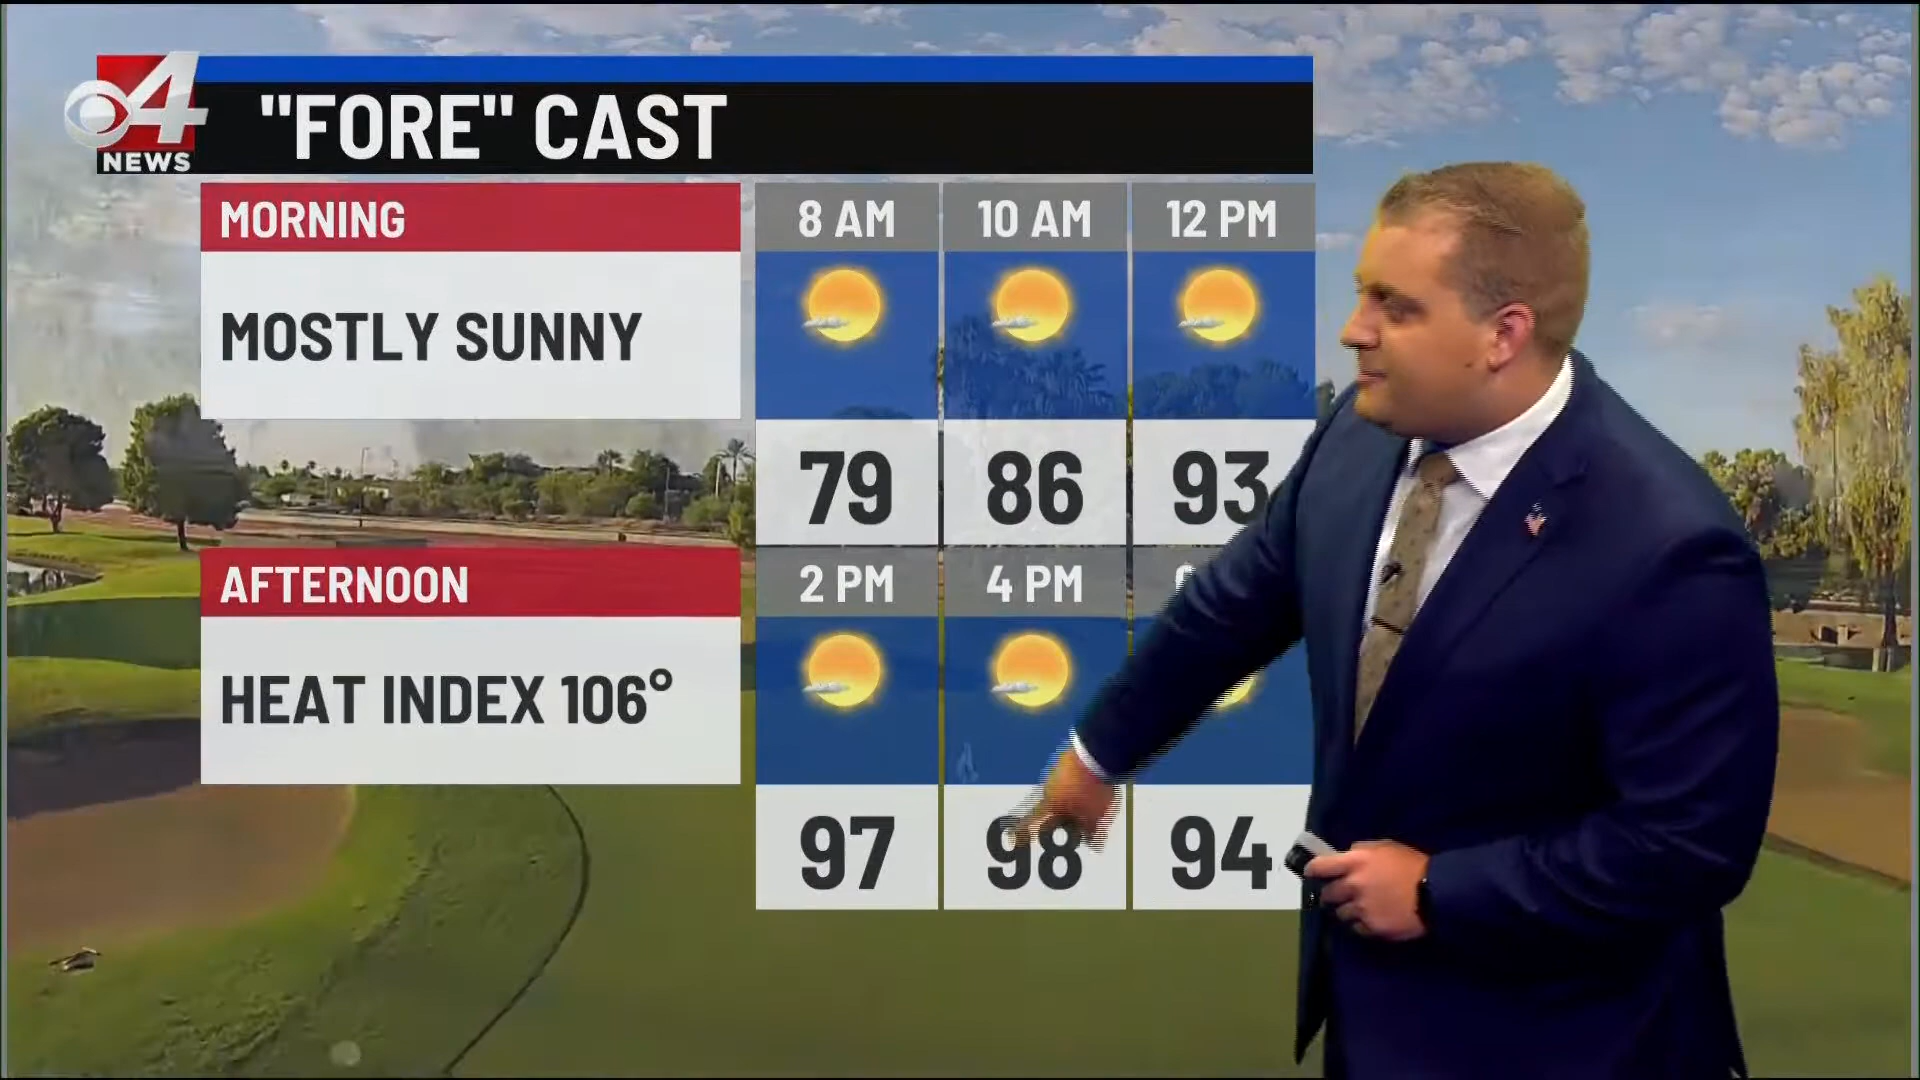 4
NEWS
"FORE" CAST
MORNING
8 AM
10 AM
12 PM
MOSTLY SUNNY
79
86
93
AFTERNOON
2 PM
4 PM
HEAT INDEX 106°
97
98
94